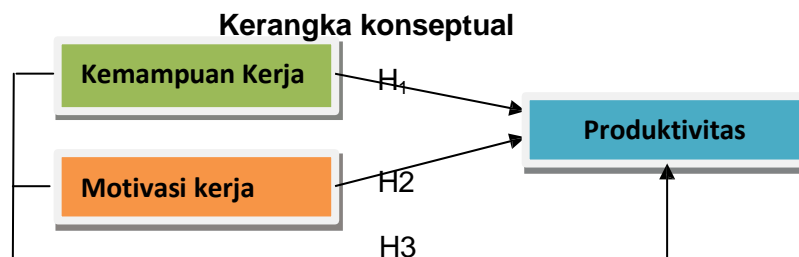 Kerangka konseptual
Kemampuan Kerja
H₁
Produktivitas
Motivasi kerja
H2
H3